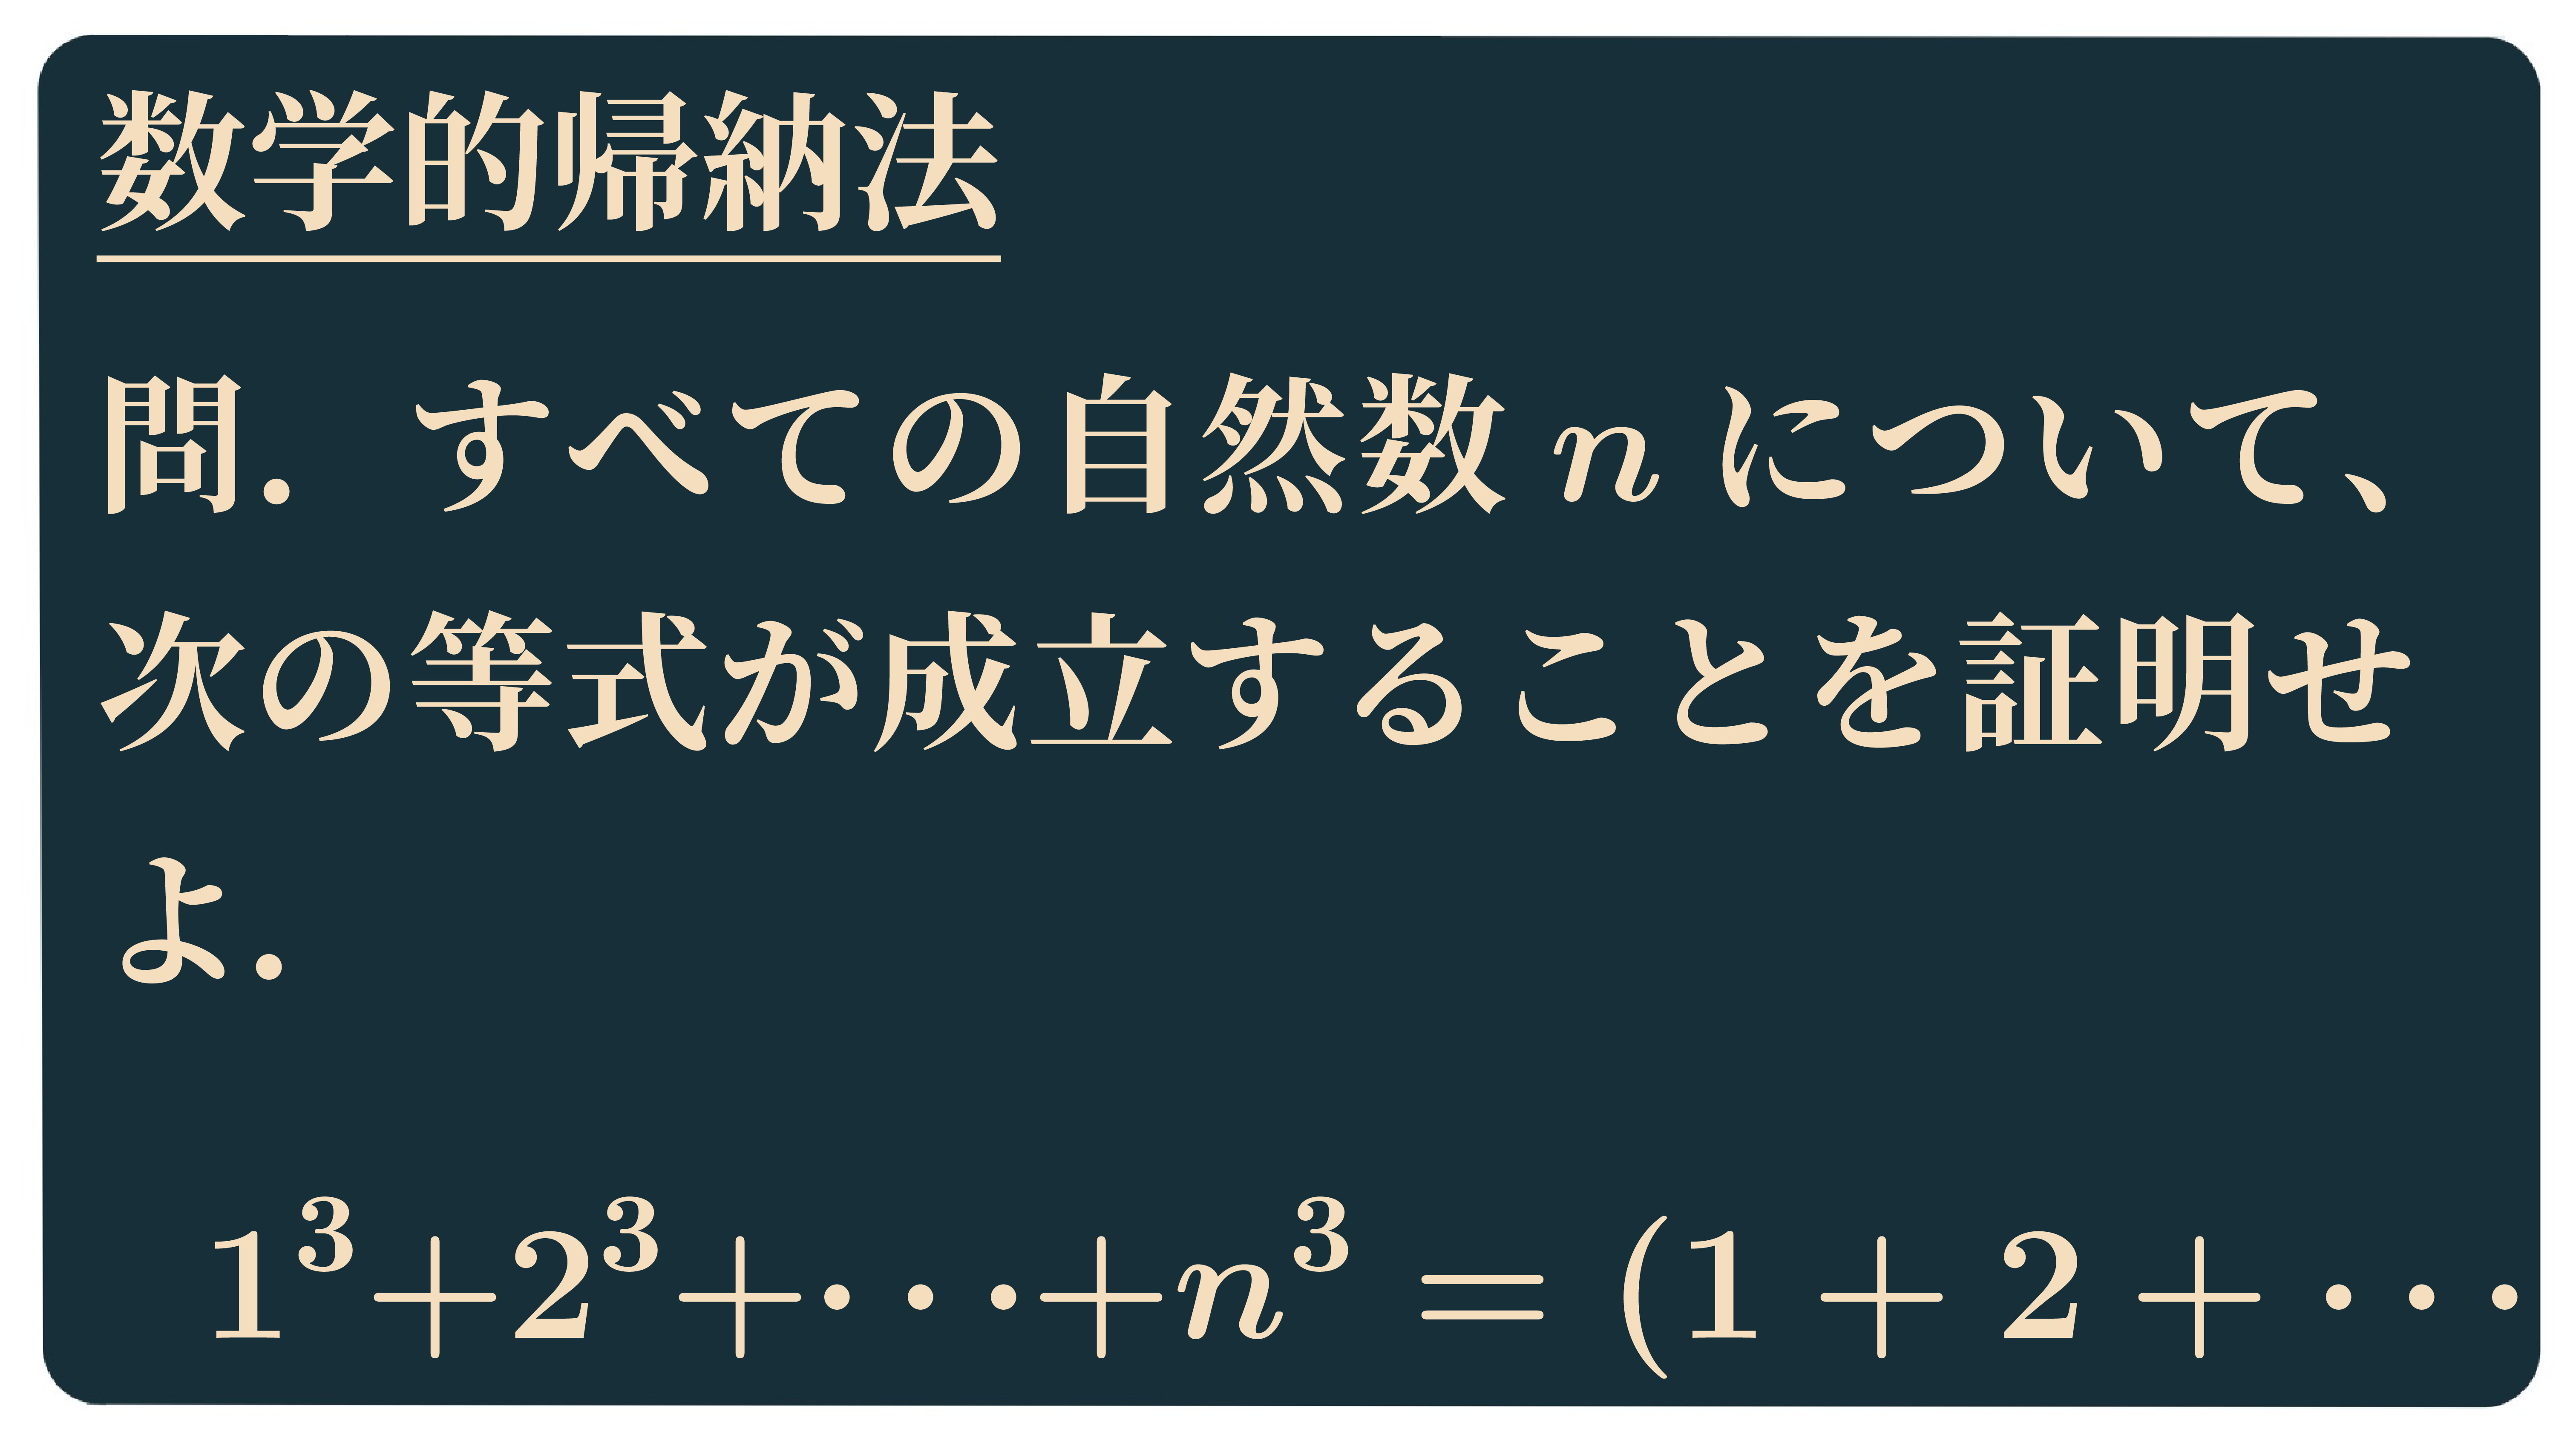 数学的帰納法
問. すべての自然数 n について、
次の等式が成立することを証明せ
よ.
1³+2³+···+n³ = (1 + 2 + ···